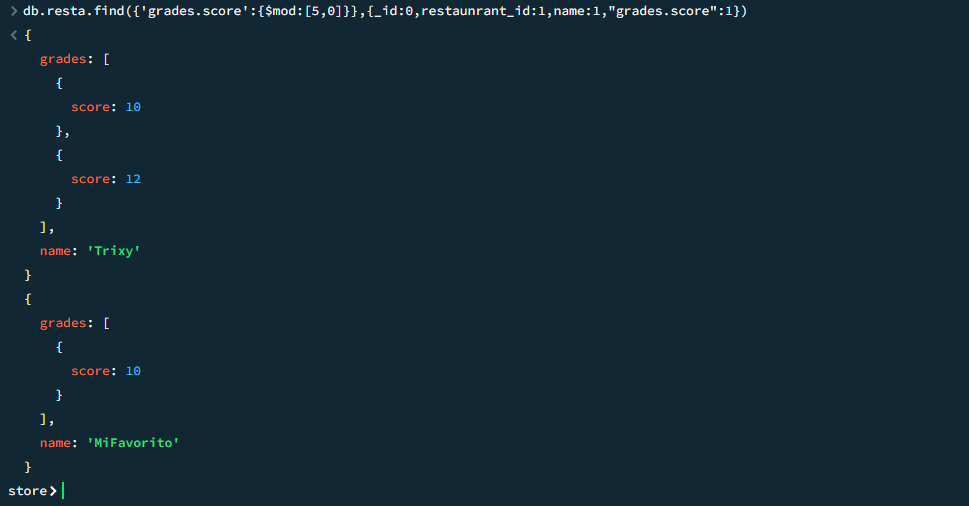 > db.resta.find({'grades.score':{$mod:[5,0]}},{_id:0,restaunrant_id:1,name:1,"grades.score":1})
< {
grades: [
{
score: 10
},
{
score: 12
}
],
name: 'Trixy'
}
{
grades: [
{
score: 10
}
],
name: 'MiFavorito'
}
store>